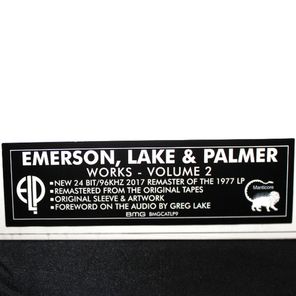 EMERSON, LAKE & PALMER
WORKS - VOLUME 2
•NEW 24 BIT/96KHZ 2017 REMASTER OF THE 1977 LP
•REMASTERED FROM THE ORIGINAL TAPES
•ORIGINAL SLEEVE & ARTWORK
•FOREWORD ON THE AUDIO BY GREG LAKE
BMG BMGCATLP9
ELP
Manticore